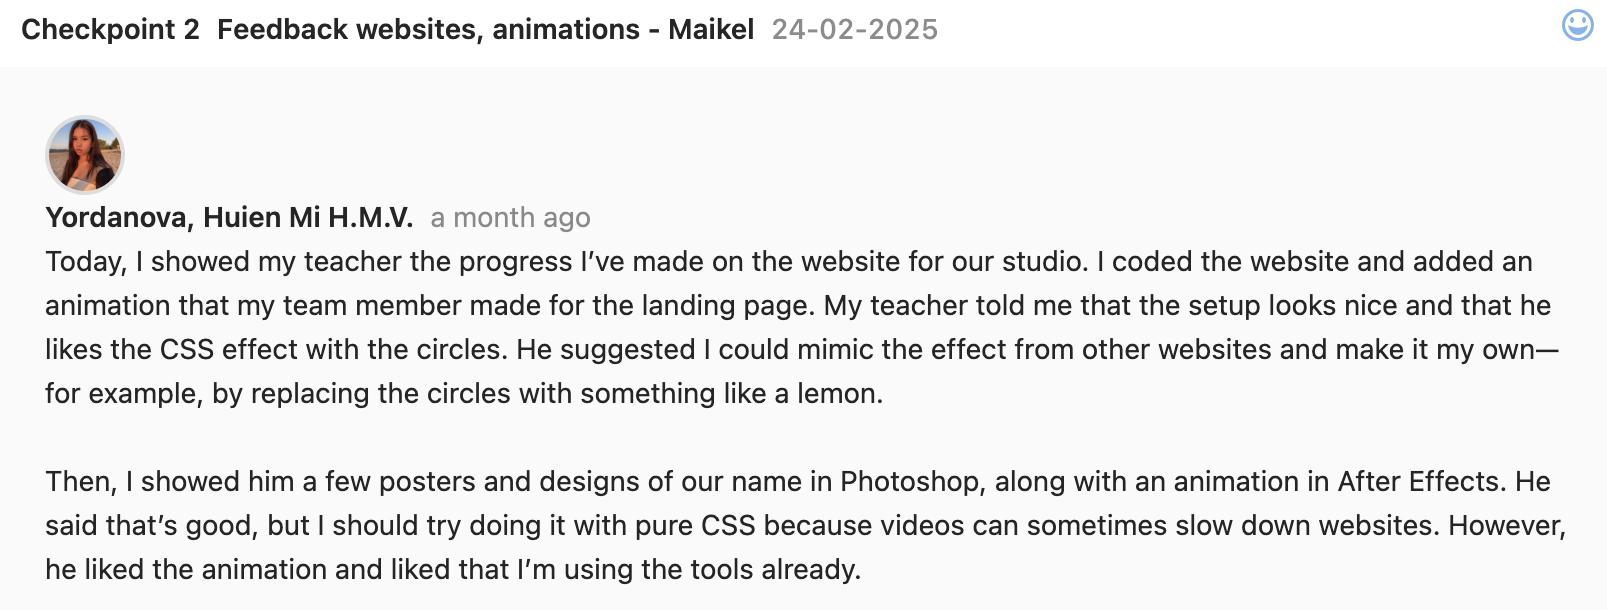 Checkpoint 2 Feedback websites, animations - Maikel 24-02-2025
Yordanova, Huien Mi H.M.V. a month ago
Today, I showed my teacher the progress I’ve made on the website for our studio. I coded the website and added an
animation that my team member made for the landing page. My teacher told me that the setup looks nice and that he
likes the CSS effect with the circles. He suggested I could mimic the effect from other websites and make it my own—
for example, by replacing the circles with something like a lemon.
Then, I showed him a few posters and designs of our name in Photoshop, along with an animation in After Effects. He
said that’s good, but I should try doing it with pure CSS because videos can sometimes slow down websites. However,
he liked the animation and liked that I’m using the tools already.